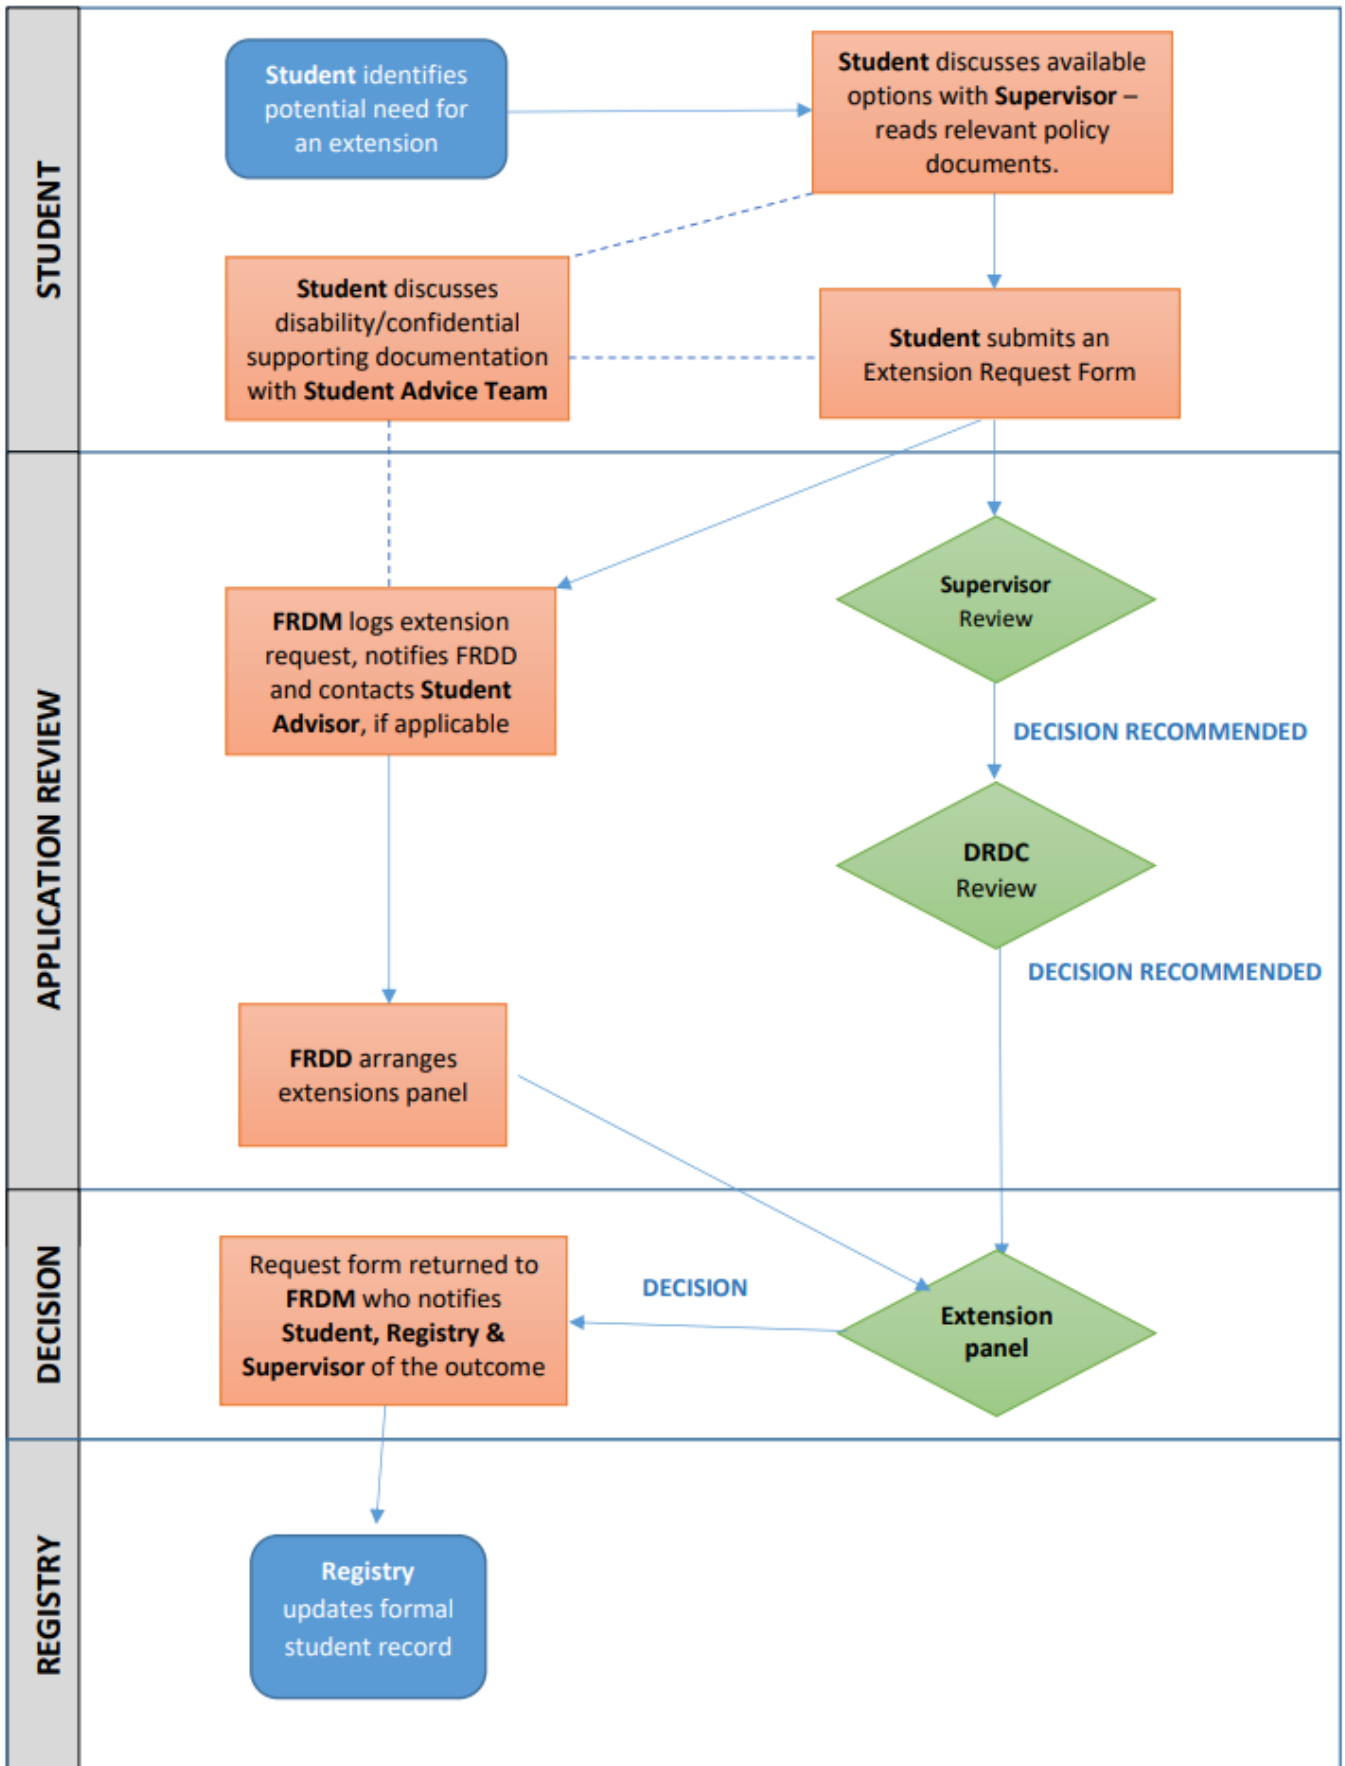 STUDENT
Student identifies
potential need for
an extension
Student discusses available
options with Supervisor –
reads relevant policy
documents.
Student discusses
disability/confidential
supporting documentation
with Student Advice Team
Student submits an
Extension Request Form
APPLICATION REVIEW
Supervisor
Review
FRDM logs extension
request, notifies FRDD
and contacts Student
Advisor, if applicable
DECISION RECOMMENDED
DRDC
Review
DECISION RECOMMENDED
FRDD arranges
extensions panel
DECISION
Request form returned to
FRDM who notifies
Student, Registry &
Supervisor of the outcome
DECISION
Extension
panel
REGISTRY
Registry
updates formal
student record